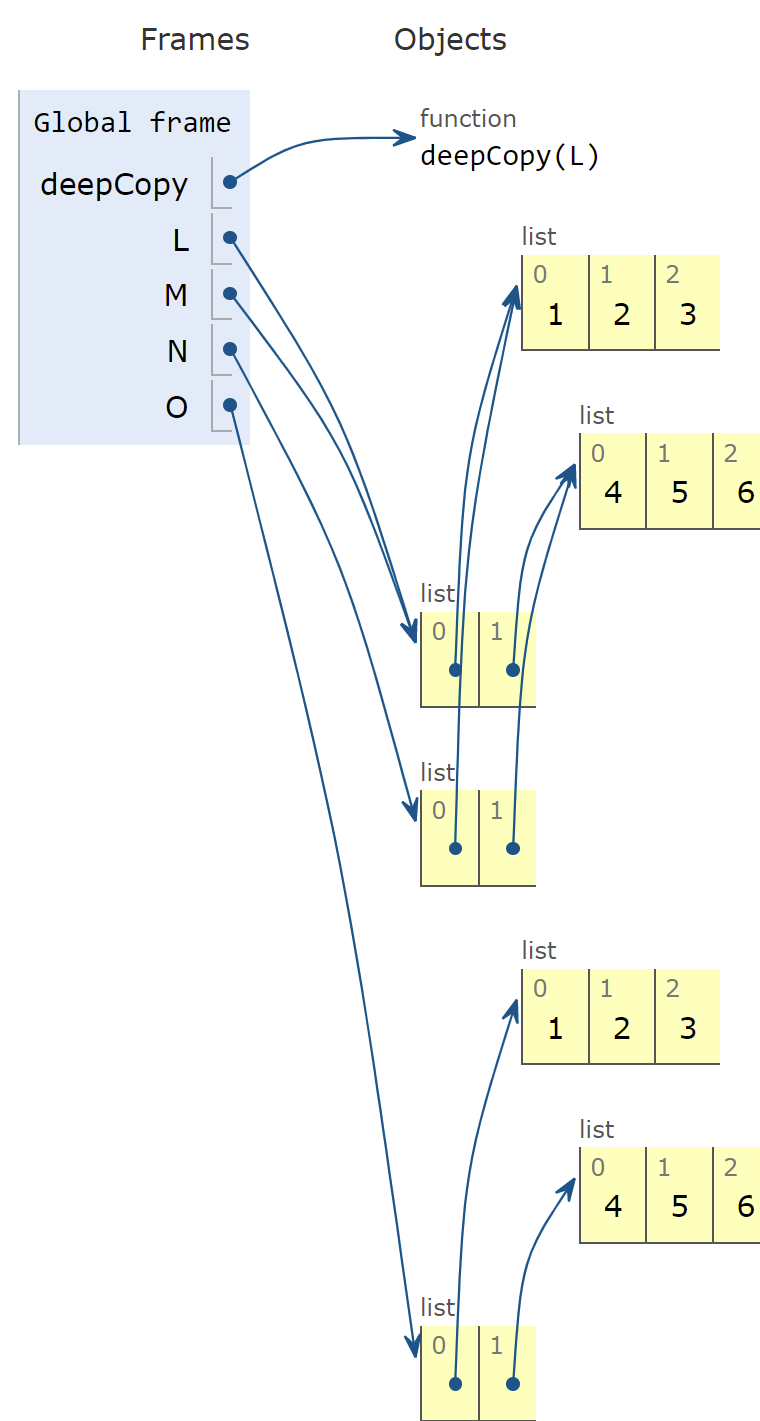 Frames Objects
Global frame
function
deepCopy(L)
deepCopy
L
M
N
O
list
0 1 2
1 2 3
list
0 1 2
4 5 6
list
0 1
list
0 1
list
0 1 2
1 2 3
list
0 1 2
4 5 6
list
0 1